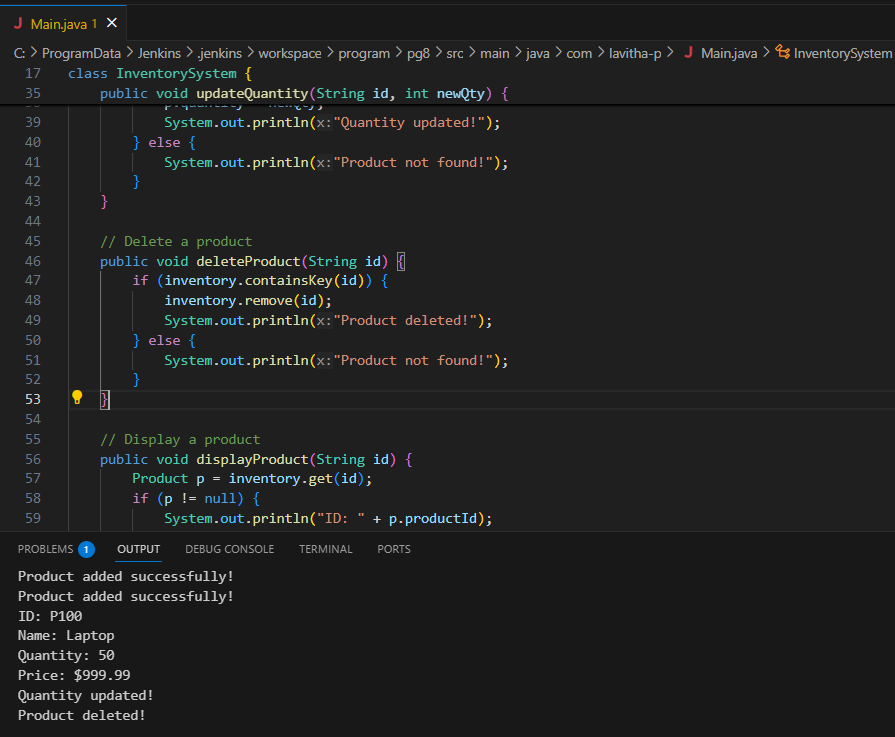 Main.java 1
C: > ProgramData > Jenkins > .jenkins > workspace > program > pg8 > src > main > java > com > lavitha-p > Main.java > InventorySystem
17 class InventorySystem {
35 public void updateQuantity(String id, int newQty) {
39 System.out.println(x:"Quantity updated!");
40 } else {
41 System.out.println(x:"Product not found!");
42 }
43 }
44
45 // Delete a product
46 public void deleteProduct(String id) {
47 if (inventory.containsKey(id)) {
48 inventory.remove(id);
49 System.out.println(x:"Product deleted!");
50 } else {
51 System.out.println(x:"Product not found!");
52 }
53 }
54
55 // Display a product
56 public void displayProduct(String id) {
57 Product p = inventory.get(id);
58 if (p != null) {
59 System.out.println("ID: " + p.productId);
PROBLEMS 1 OUTPUT DEBUG CONSOLE TERMINAL PORTS
Product added successfully!
Product added successfully!
ID: P100
Name: Laptop
Quantity: 50
Price: $999.99
Quantity updated!
Product deleted!